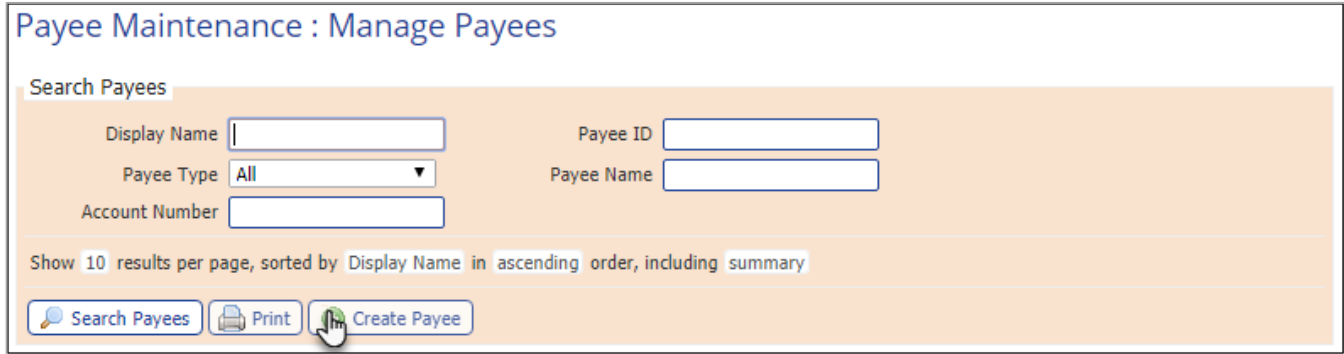 Payee Maintenance : Manage Payees
Search Payees
Display Name Payee ID
Payee Type All Payee Name
Account Number
Show 10 results per page, sorted by Display Name in ascending order, including summary
Search Payees Print Create Payee